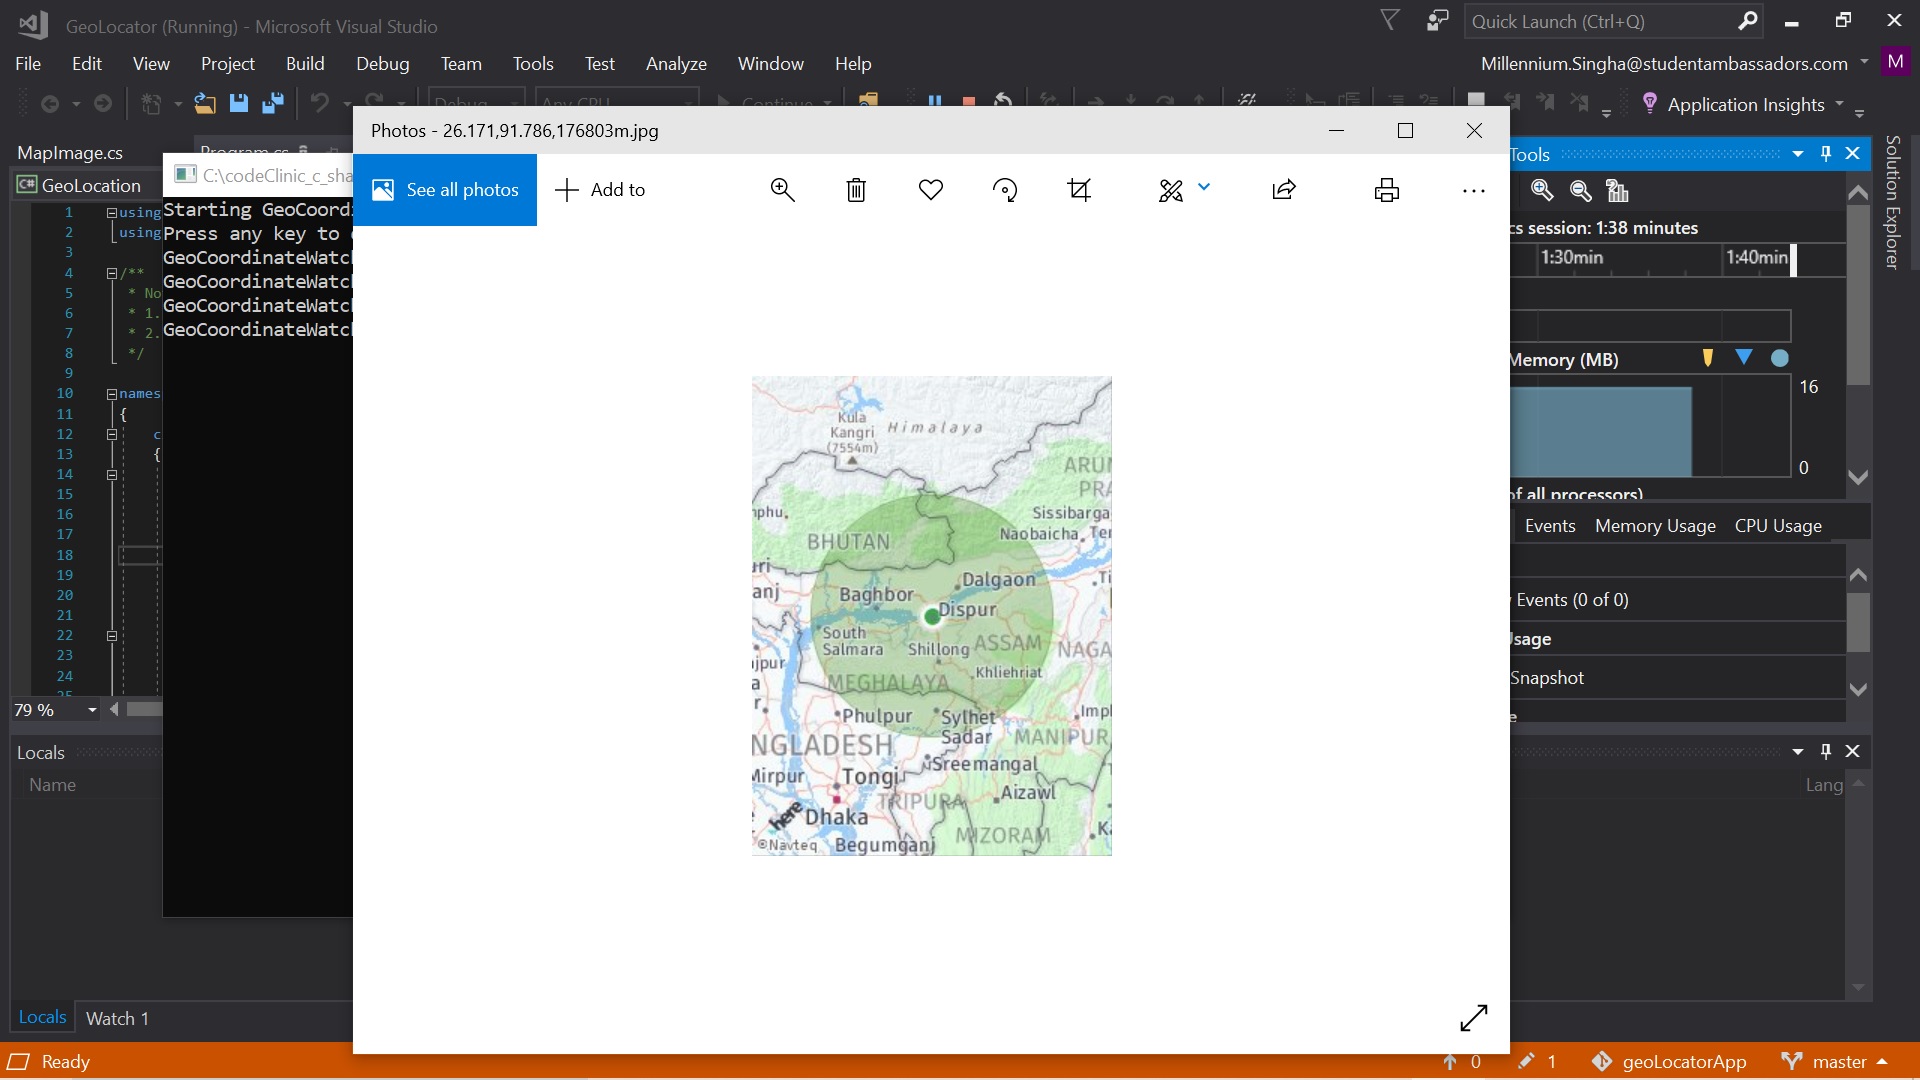 GeoLocator (Running) - Microsoft Visual Studio
Quick Launch (Ctrl+Q)
File Edit View Project Build Debug Team Tools Test Analyze Window Help
Millennium.Singha@studentambassadors.com
M
Debug Any CPU Continue
Application Insights
Photos - 26.171,91.786,176803m.jpg
MapImage.cs
Program.cs
Tools
Solution Explorer
C# GeoLocation
C:\codeClinic_c_sha
See all photos
Add to
Starting GeoCoord
Press any key to
GeoCoordinateWatc
GeoCoordinateWatc
GeoCoordinateWatc
GeoCoordinateWatc
1 using
2 using
3
4 /**
5 * No
6 * 1.
7 * 2.
8 */
9
10 names
11 {
12 c
13 {
14
15
16
17
18
19
20
21
22
23
24
25
79 %
cs session: 1:38 minutes
1:30min 1:40min
Memory (MB)
16
0
of all processors)
Events Memory Usage CPU Usage
Events (0 of 0)
Usage
Snapshot
Kula
Kangri
(7554m)
Himalaya
ARUN
PRA
Sissibarga
Naobaicha
BHUTAN
Dalgaon
Baghbor
Dispur
South
Salmara
Shillong
ASSAM
NAGA
Khliehriat
MEGHALAYA
Phulpur
Sylhet
Sadar
Impl
MANIPUR
NGLADESH
Sreemangal
Mirpur
Tongi
TRIPURA
Aizawl
here
Dhaka
MIZORAM
©Navteq
Begumganj
Locals
Name
Lang
Locals Watch 1
Ready
0 1 geoLocatorApp master